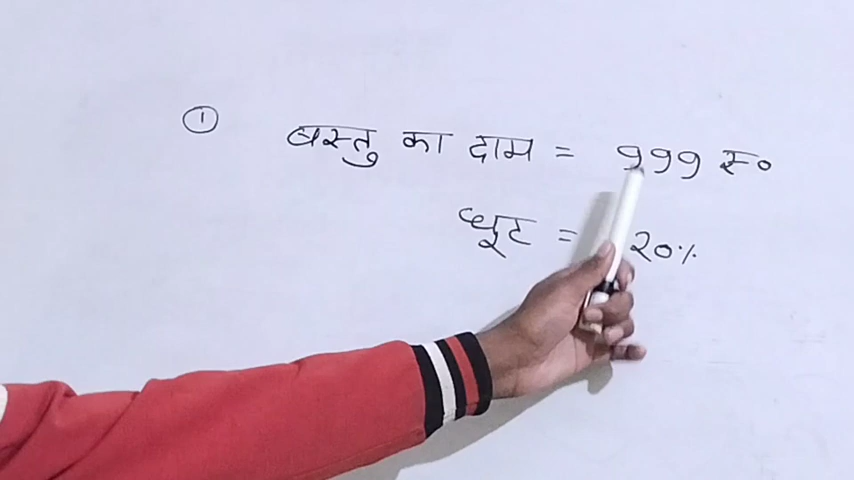 ① वस्तु का दाम = 999 रु०
छूट = 20%